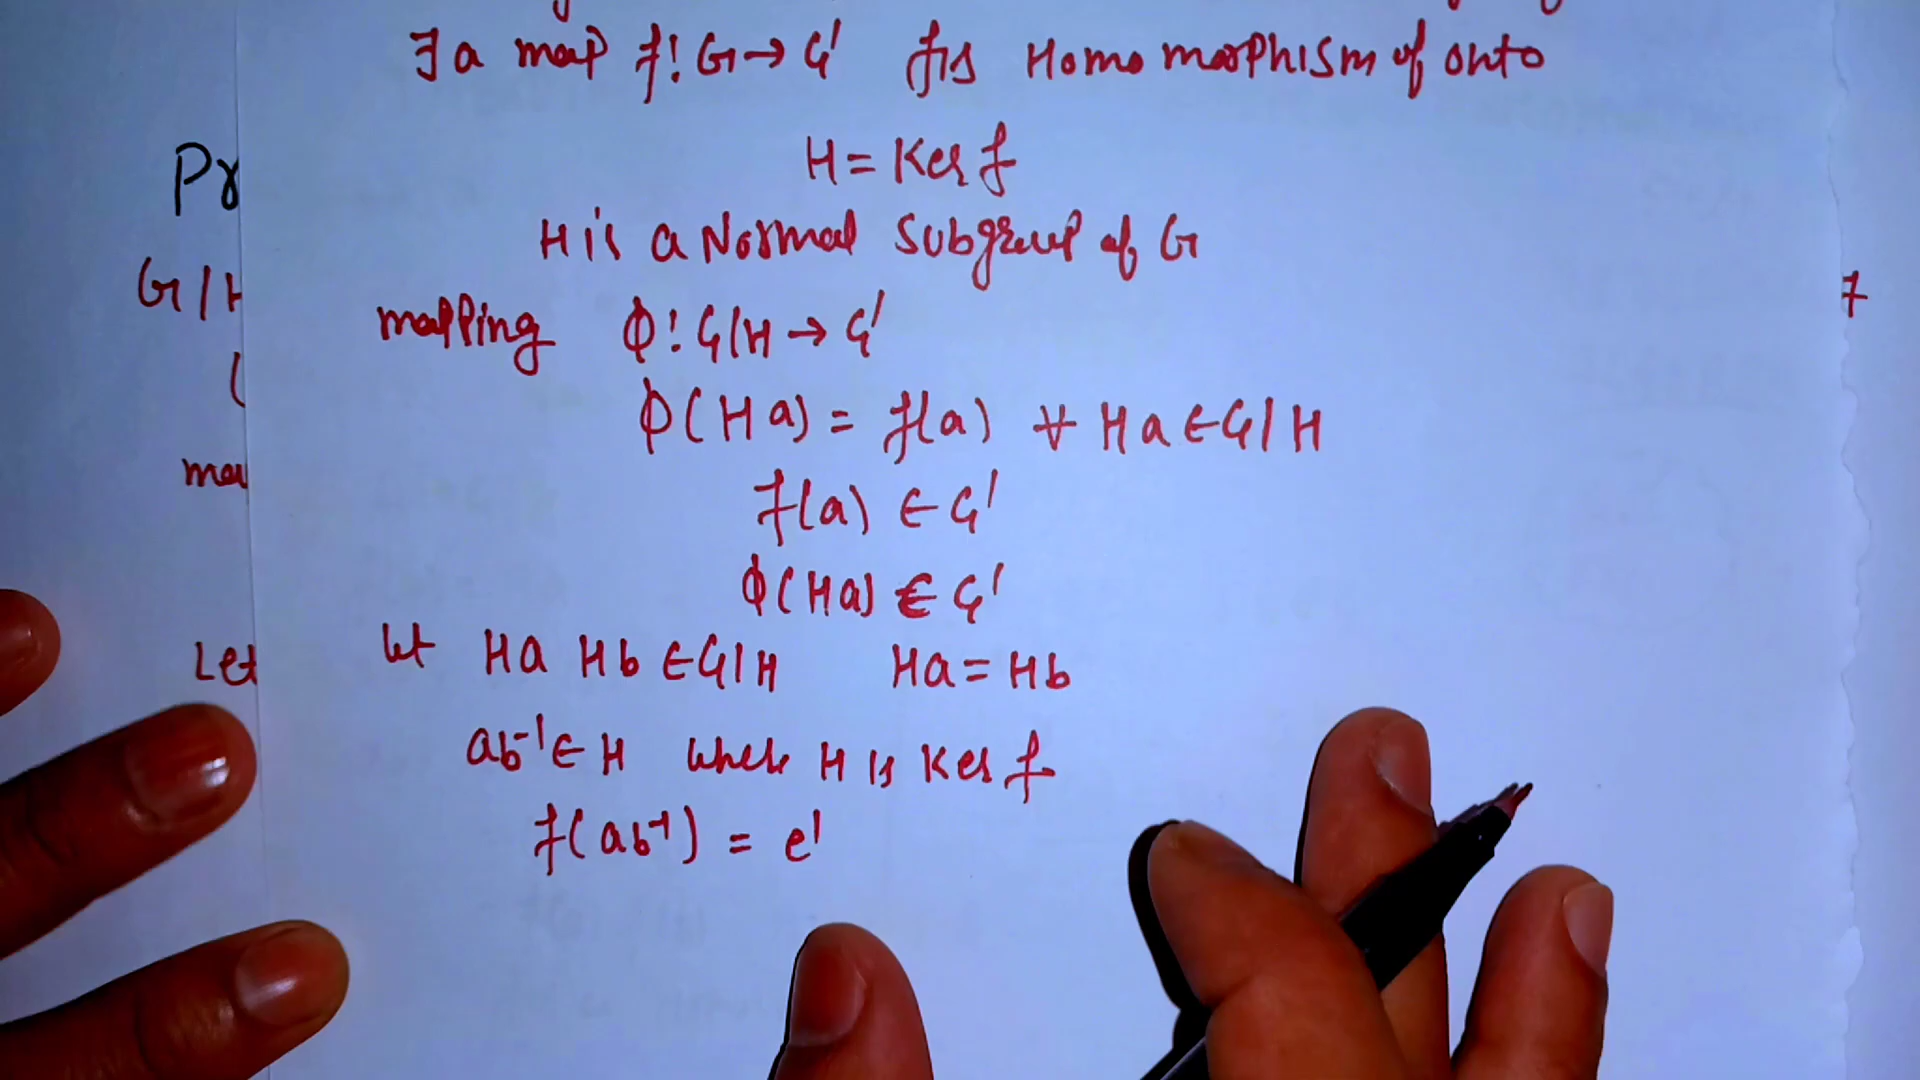 ∃ a map f: G → G' f is Homomorphism of onto
H = Ker f
H is a Normal Subgroup of G
mapping ϕ: G/H → G'
ϕ(Ha) = f(a) ∀ Ha ∈ G/H
f(a) ∈ G'
ϕ(Ha) ∈ G'
let Ha Hb ∈ G/H Ha = Hb
ab⁻¹ ∈ H where H is Ker f
f(ab⁻¹) = e'
Pr
G/H
Let